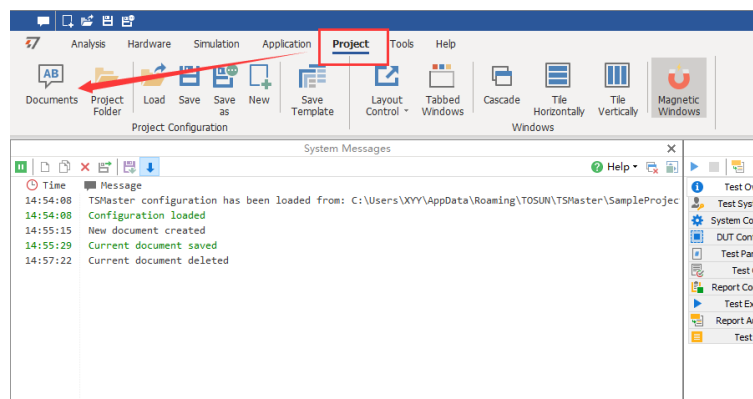 Analysis Hardware Simulation Application Project Tools Help
AB
Documents Project Folder Load Save Save as New Save Template Layout Control Tabbed Windows Cascade Tile Horizontally Tile Vertically Magnetic Windows
Project Configuration Windows
System Messages
Help
Time Message
14:54:08 TSMaster configuration has been loaded from: C:\Users\XYY\AppData\Roaming\TOSUN\TSMaster\SampleProjec
14:54:08 Configuration loaded
14:55:15 New document created
14:55:29 Current document saved
14:57:22 Current document deleted
Test Ov
Test Sys
System Co
DUT Con
Test Par
Test
Report Co
Test Ex
Report A
Test